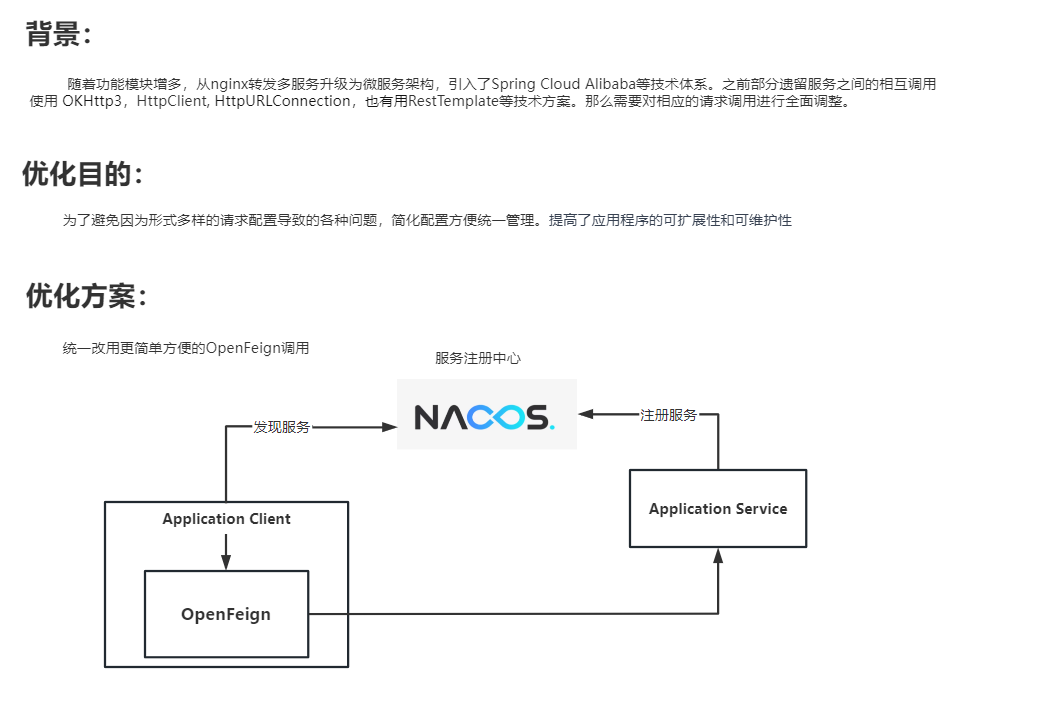 背景：
随着功能模块增多，从nginx转发多服务升级为微服务架构，引入了Spring Cloud Alibaba等技术体系。之前部分遗留服务之间的相互调用
使用 OKHttp3，HttpClient, HttpURLConnection，也有用RestTemplate等技术方案。那么需要对相应的请求调用进行全面调整。
优化目的：
为了避免因为形式多样的请求配置导致的各种问题，简化配置方便统一管理。提高了应用程序的可扩展性和可维护性
优化方案：
统一改用更简单方便的OpenFeign调用
服务注册中心
NACOS.
发现服务
注册服务
Application Client
Application Service
OpenFeign